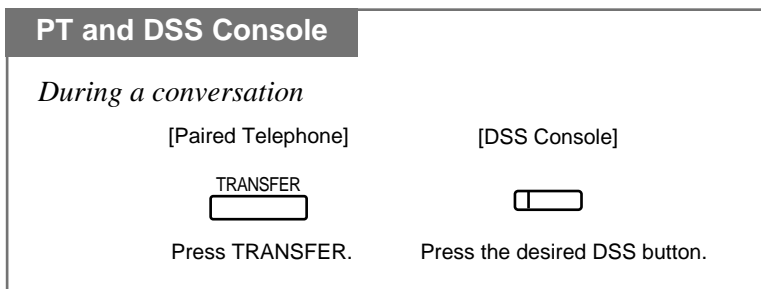 PT and DSS Console
During a conversation
[Paired Telephone] [DSS Console]
TRANSFER
Press TRANSFER. Press the desired DSS button.